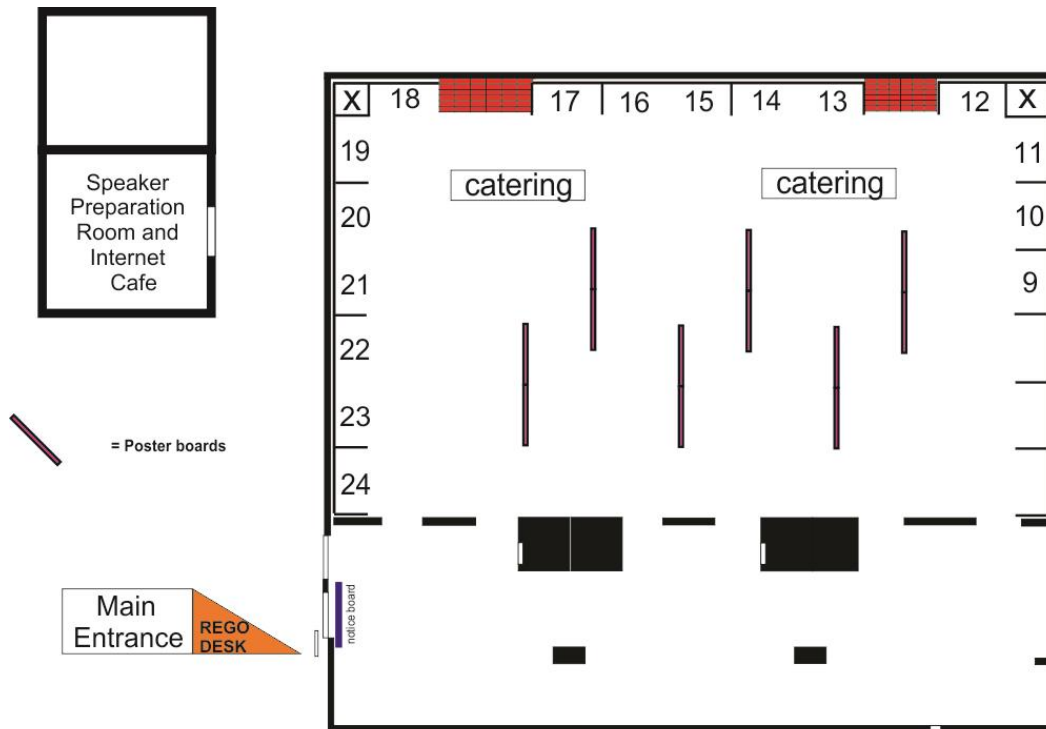 X 18 17 16 15 14 13 12 X
19
11
Speaker
Preparation
Room and
Internet
Cafe
catering
catering
20
10
21
9
22
23
= Poster boards
24
Main
Entrance
REGO
DESK
notice board